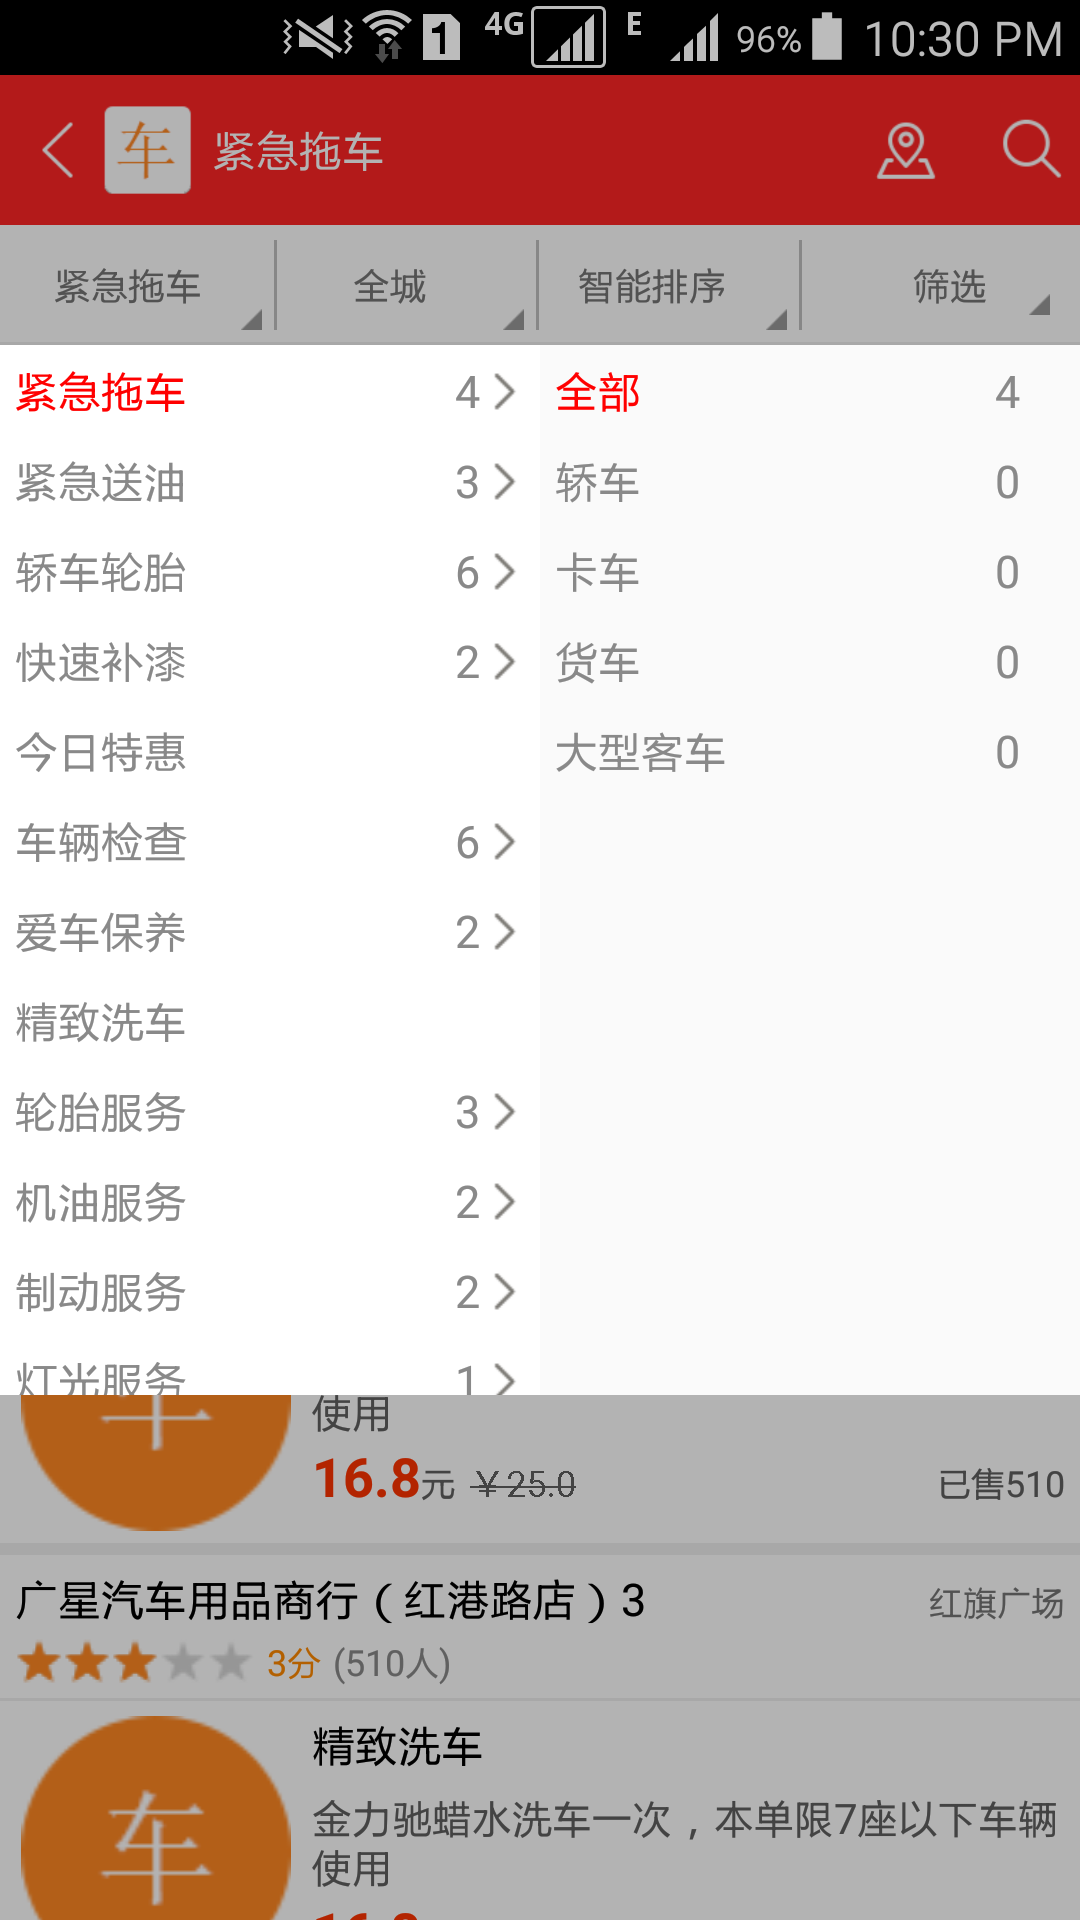 1 4G E 96% 10:30 PM
车 紧急拖车
紧急拖车 全城 智能排序 筛选
紧急拖车 4 全部 4
紧急送油 3 轿车 0
轿车轮胎 6 卡车 0
快速补漆 2 货车 0
今日特惠 大型客车 0
车辆检查 6
爱车保养 2
精致洗车
轮胎服务 3
机油服务 2
制动服务 2
灯光服务 1
使用
16.8元 ￥25.0 已售510
广星汽车用品商行（红港路店）3 红旗广场
3分 (510人)
精致洗车
车
金力驰蜡水洗车一次，本单限7座以下车辆
使用